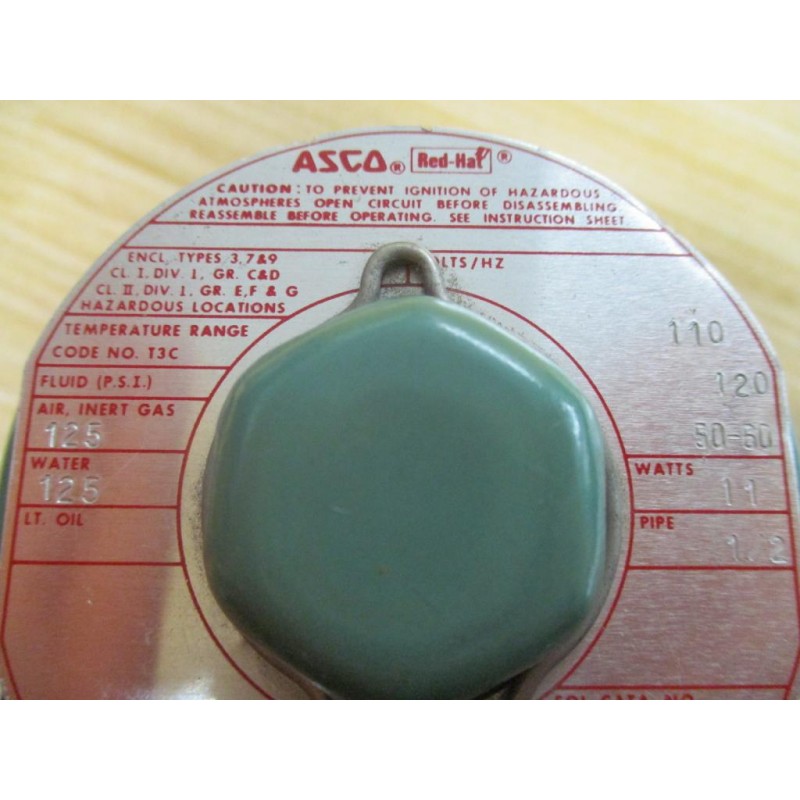 ASCO® Red-Hat®
CAUTION: TO PREVENT IGNITION OF HAZARDOUS
ATMOSPHERES OPEN CIRCUIT BEFORE DISASSEMBLING.
REASSEMBLE BEFORE OPERATING. SEE INSTRUCTION SHEET
ENCL. TYPES 3,7&9
CL. I, DIV. 1, GR. C&D
CL. II, DIV. 1, GR. E,F & G
HAZARDOUS LOCATIONS
TEMPERATURE RANGE
CODE NO. T3C
FLUID (P.S.I.)
AIR, INERT GAS
125
WATER
125
LT. OIL
OLTS/HZ
110
120
50-60
WATTS
11
PIPE
1/2